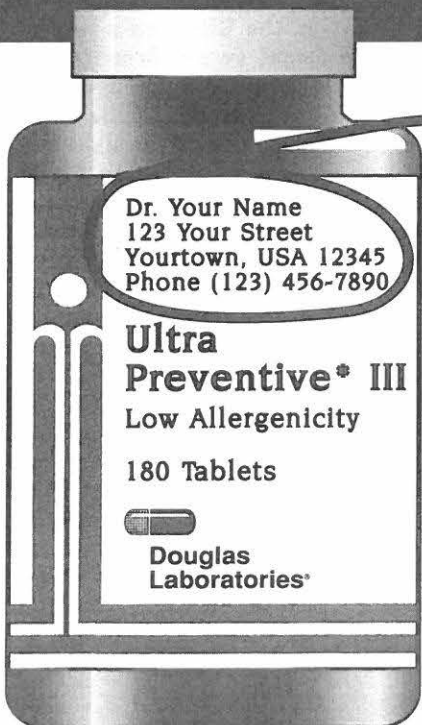 Dr. Your Name
123 Your Street
Yourtown, USA 12345
Phone (123) 456-7890
Ultra
Preventive® III
Low Allergenicity
180 Tablets
Douglas
Laboratories®